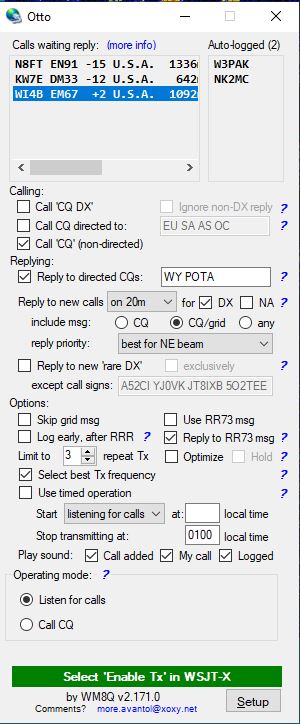 Otto
Calls waiting reply: (more info) Auto-logged (2)
N8FT EN91 -15 U.S.A. 1336m W3PAK
KW7E DM33 -12 U.S.A. 642m NK2MC
WI4B EM67 +2 U.S.A. 1092m
Calling:
Call 'CQ DX' Ignore non-DX reply ?
Call CQ directed to: EU SA AS OC ?
Call 'CQ' (non-directed)
Replying:
Reply to directed CQs: WY POTA ?
Reply to new calls on 20m for DX NA ?
include msg: CQ CQ/grid any
reply priority: best for NE beam
Reply to new 'rare DX' exclusively ?
except call signs: A52CI YJ0VK JT8IXB 5O2TEE
Options:
Skip grid msg Use RR73 msg
Log early, after RRR ? Reply to RR73 msg ?
Limit to 3 repeat Tx Optimize Hold ?
Select best Tx frequency ?
Use timed operation
Start listening for calls at: local time
Stop transmitting at: 0100 local time
Play sound: Call added My call Logged
Operating mode: ?
Listen for calls
Call CQ
Select 'Enable Tx' in WSJT-X
by WM8Q v2.171.0 Setup
Comments? more.avantol@xoxy.net